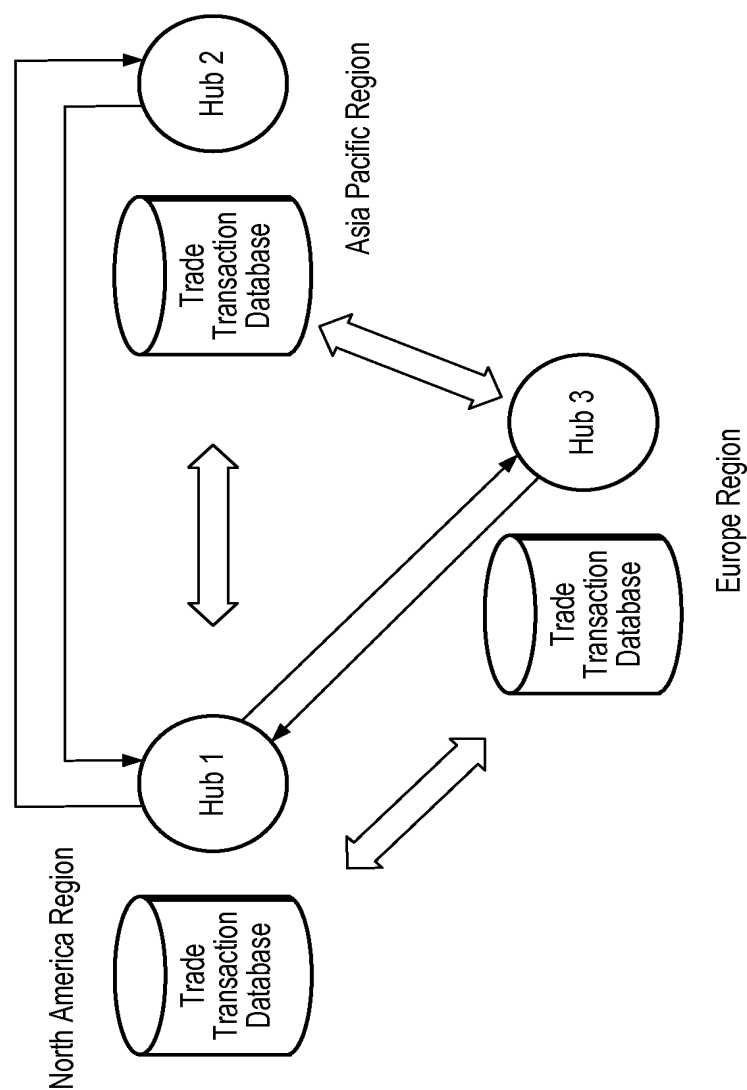 North America Region
Trade
Transaction
Database
Hub 1
Trade
Transaction
Database
Hub 2
Asia Pacific Region
Trade
Transaction
Database
Hub 3
Europe Region